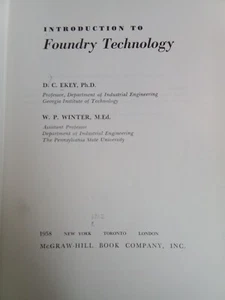 INTRODUCTION TO
Foundry Technology
D. C. EKEY, Ph.D.
Professor, Department of Industrial Engineering
Georgia Institute of Technology
W. P. WINTER, M.Ed.
Assistant Professor
Department of Industrial Engineering
The Pennsylvania State University
1958 NEW YORK TORONTO LONDON
McGRAW-HILL BOOK COMPANY, INC.